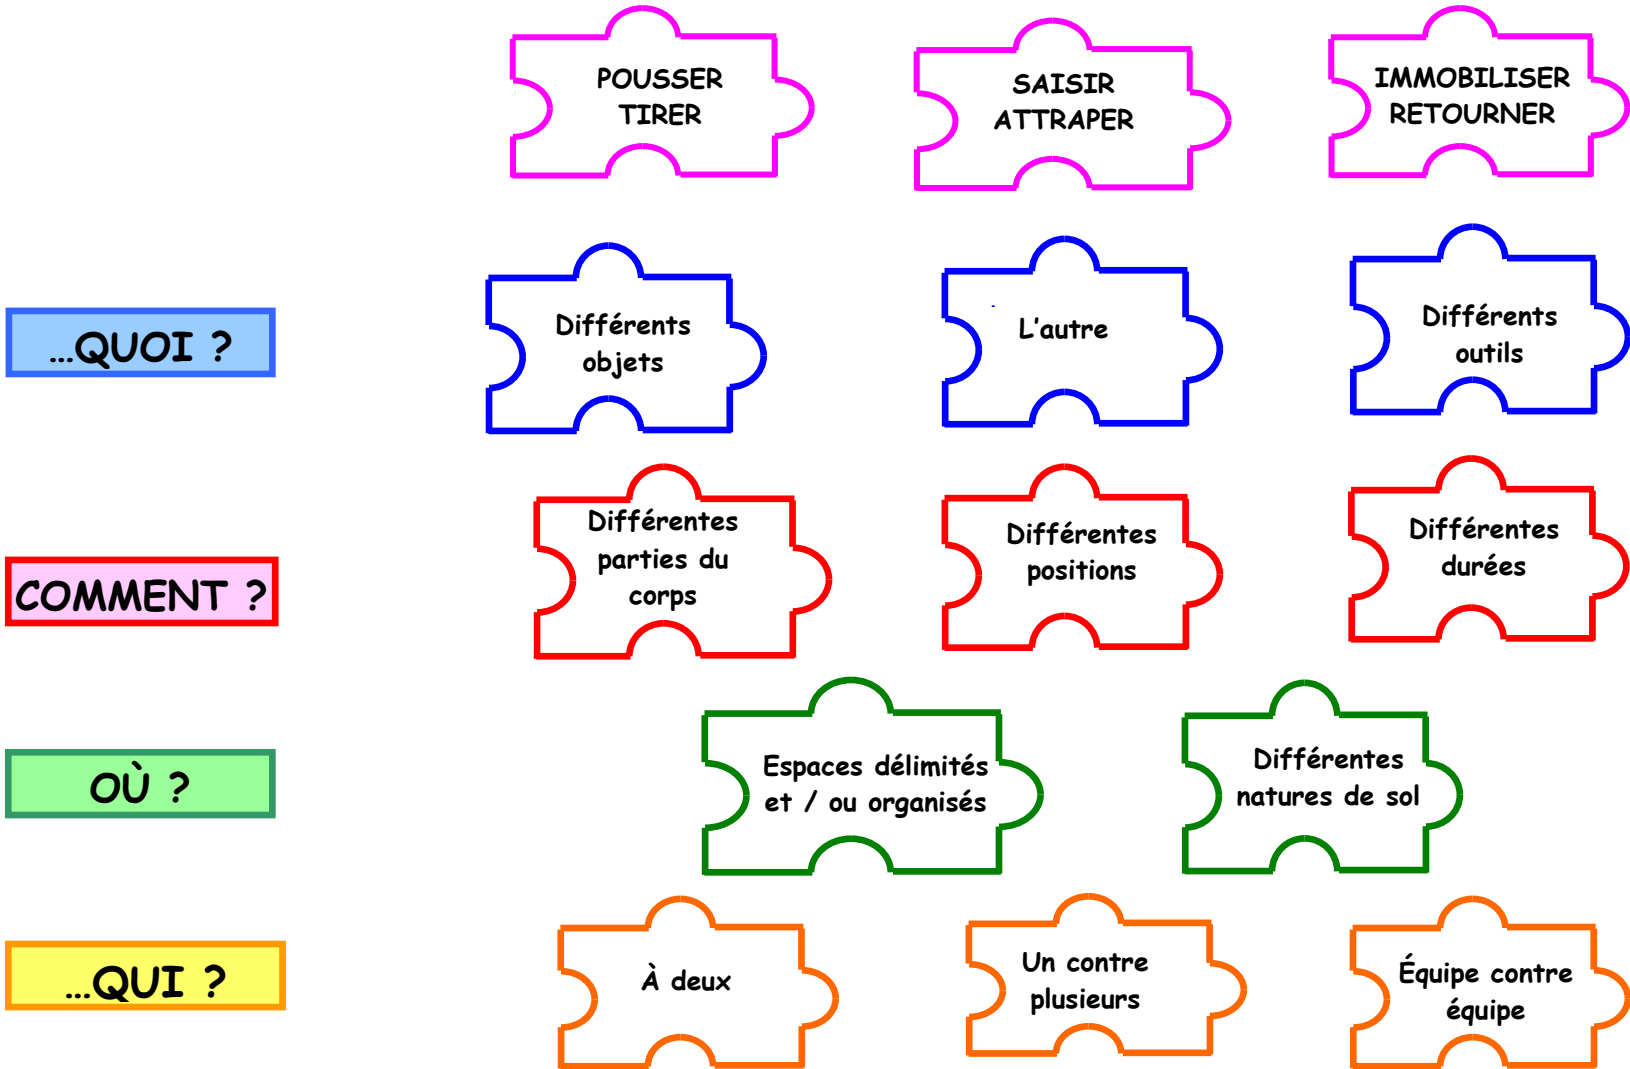 POUSSER
TIRER
SAISIR
ATTRAPER
IMMOBILISER
RETOURNER
...QUOI ?
Différents
objets
L'autre
Différents
outils
COMMENT ?
Différentes
parties du
corps
Différentes
positions
Différentes
durées
OÙ ?
Espaces délimités
et / ou organisés
Différentes
natures de sol
...QUI ?
À deux
Un contre
plusieurs
Équipe contre
équipe